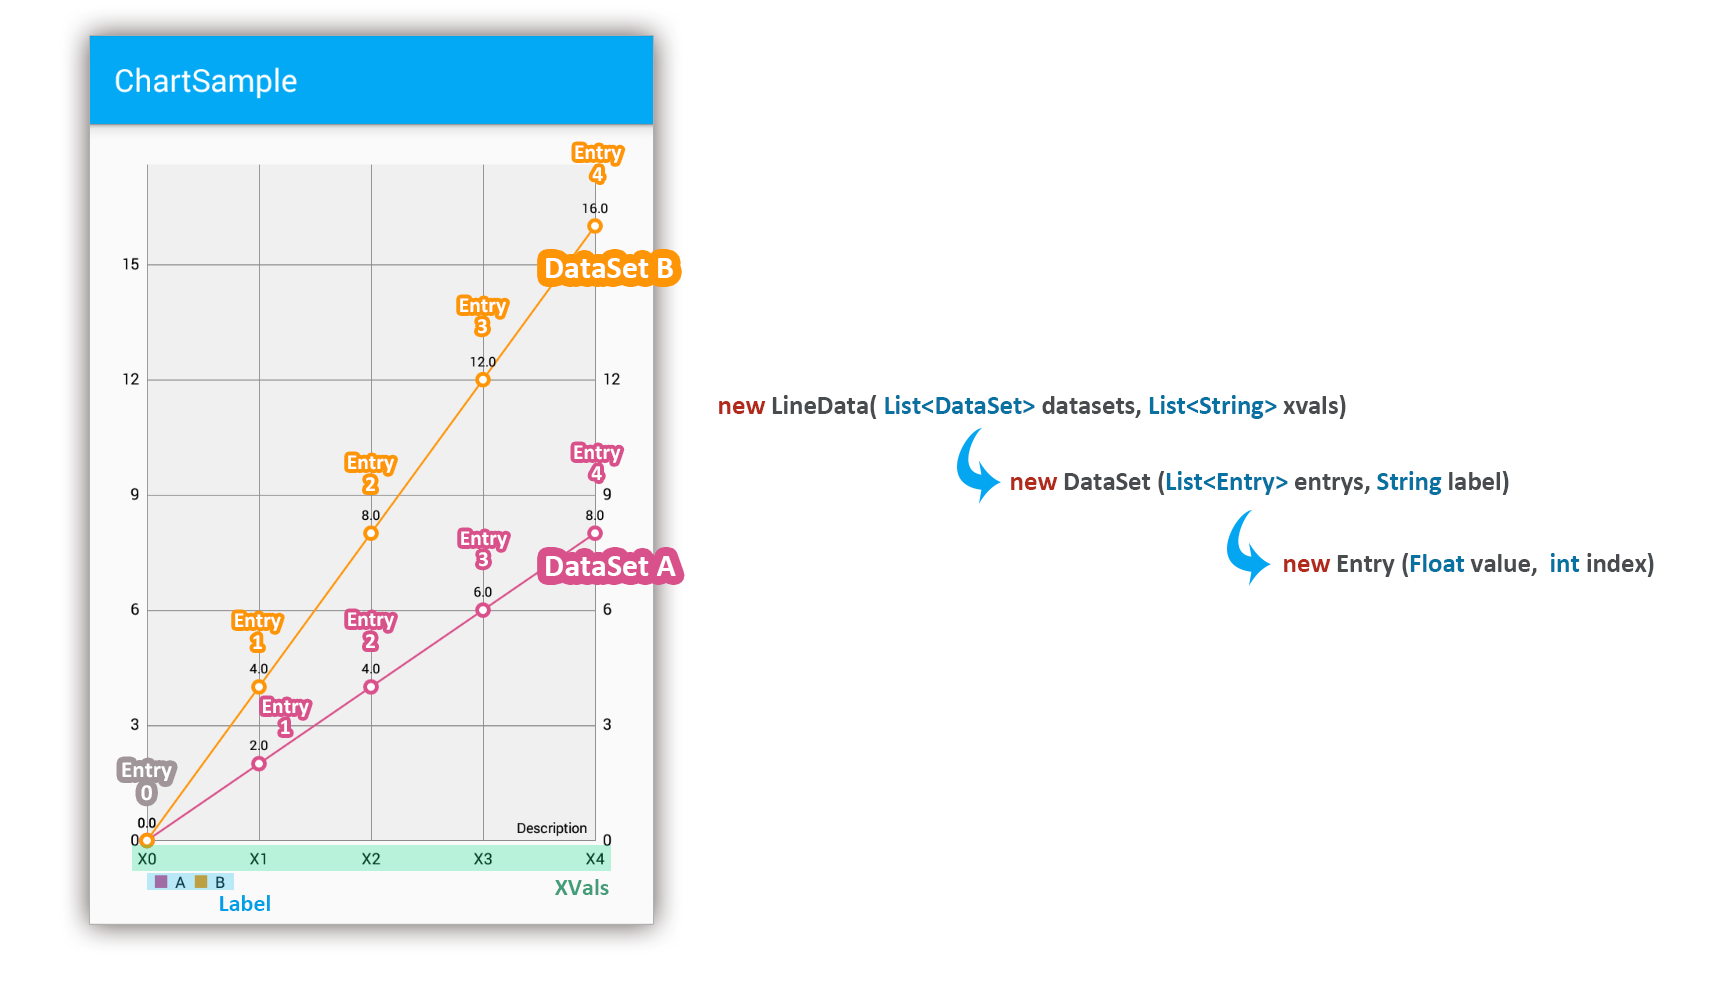 ChartSample
Entry
4
16.0
15
DataSet B
Entry
3
12.0
12
12
Entry
2
Entry
4
9
9
8.0
8.0
Entry
3
DataSet A
6.0
6
6
Entry
1
Entry
2
4.0
4.0
Entry
1
3
3
2.0
Entry
0
0.0
Description
0
0
X0 X1 X2 X3 X4
A B
XVals
Label
new LineData( List<DataSet> datasets, List<String> xvals)
new DataSet (List<Entry> entrys, String label)
new Entry (Float value, int index)